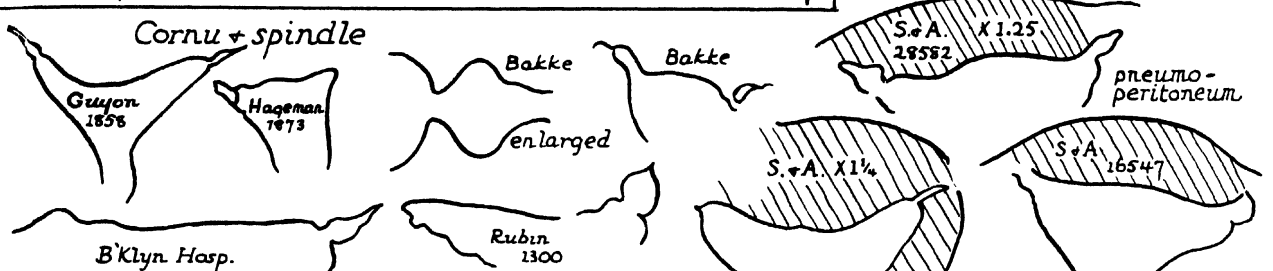 Cornu & spindle
Guyon
1858
Hageman
1873
Bakke
enlarged
Bakke
S. & A. X 1.25
28582
pneumo-
peritoneum
S. & A. X 1¼
S & A.
16547
B'Klyn Hosp.
Rubin
1300